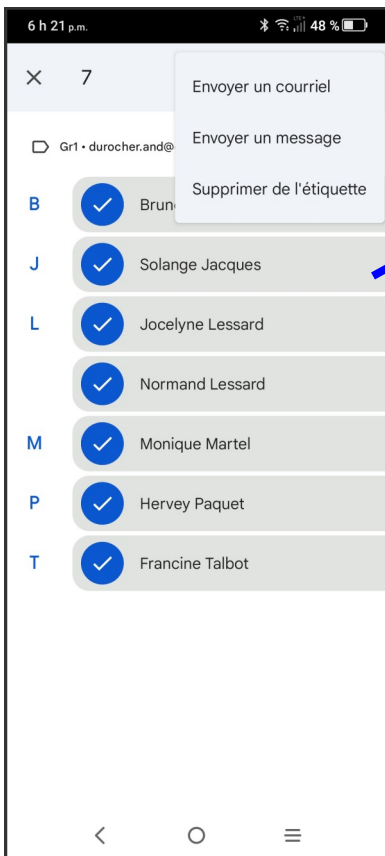 6 h 21 p.m. 48 %
7
Envoyer un courriel
Envoyer un message
Gr1 • durocher.and@
Supprimer de l'étiquette
B
J Solange Jacques
L Jocelyne Lessard
Normand Lessard
M Monique Martel
P Hervey Paquet
T Francine Talbot